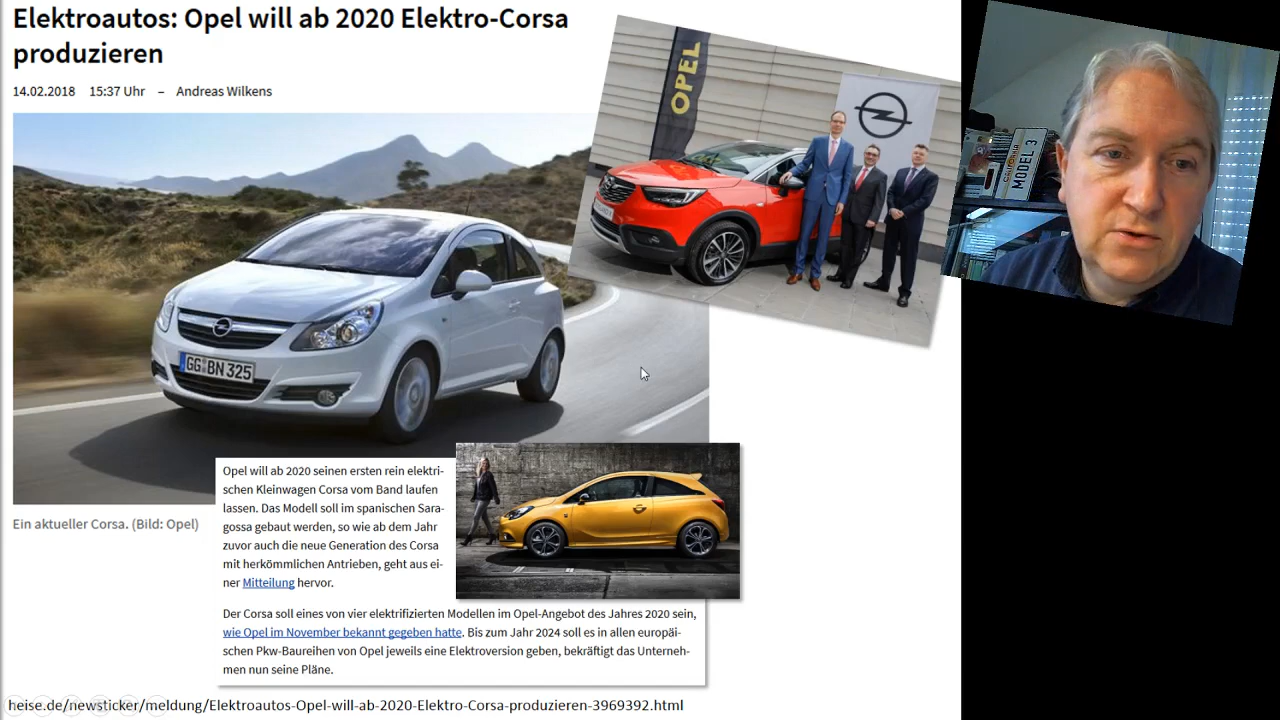 Elektroautos: Opel will ab 2020 Elektro-Corsa
produzieren
14.02.2018 15:37 Uhr – Andreas Wilkens
OPEL
MODEL 3
GG BN 325
Ein aktueller Corsa. (Bild: Opel)
Opel will ab 2020 seinen ersten rein elektri-
schen Kleinwagen Corsa vom Band laufen
lassen. Das Modell soll im spanischen Sara-
gossa gebaut werden, so wie ab dem Jahr
zuvor auch die neue Generation des Corsa
mit herkömmlichen Antrieben, geht aus ei-
ner Mitteilung hervor.
Der Corsa soll eines von vier elektrifizierten Modellen im Opel-Angebot des Jahres 2020 sein,
wie Opel im November bekannt gegeben hatte. Bis zum Jahr 2024 soll es in allen europäi-
schen Pkw-Baureihen von Opel jeweils eine Elektroversion geben, bekräftigt das Unterneh-
men nun seine Pläne.
heise.de/newsticker/meldung/Elektroautos-Opel-will-ab-2020-Elektro-Corsa-produzieren-3969392.html